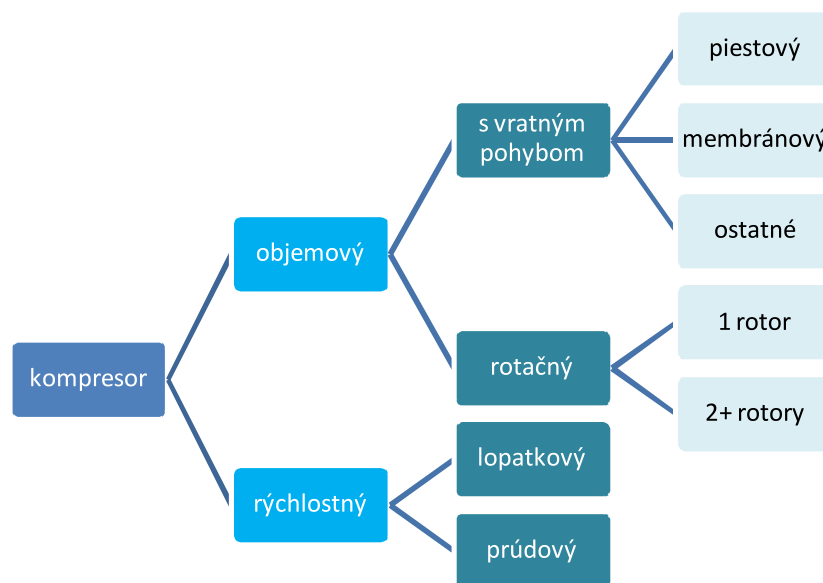 piestový
s vratným
pohybom
membránový
ostatné
objemový
1 rotor
rotačný
kompresor
2+ rotory
lopatkový
rýchlostný
prúdový